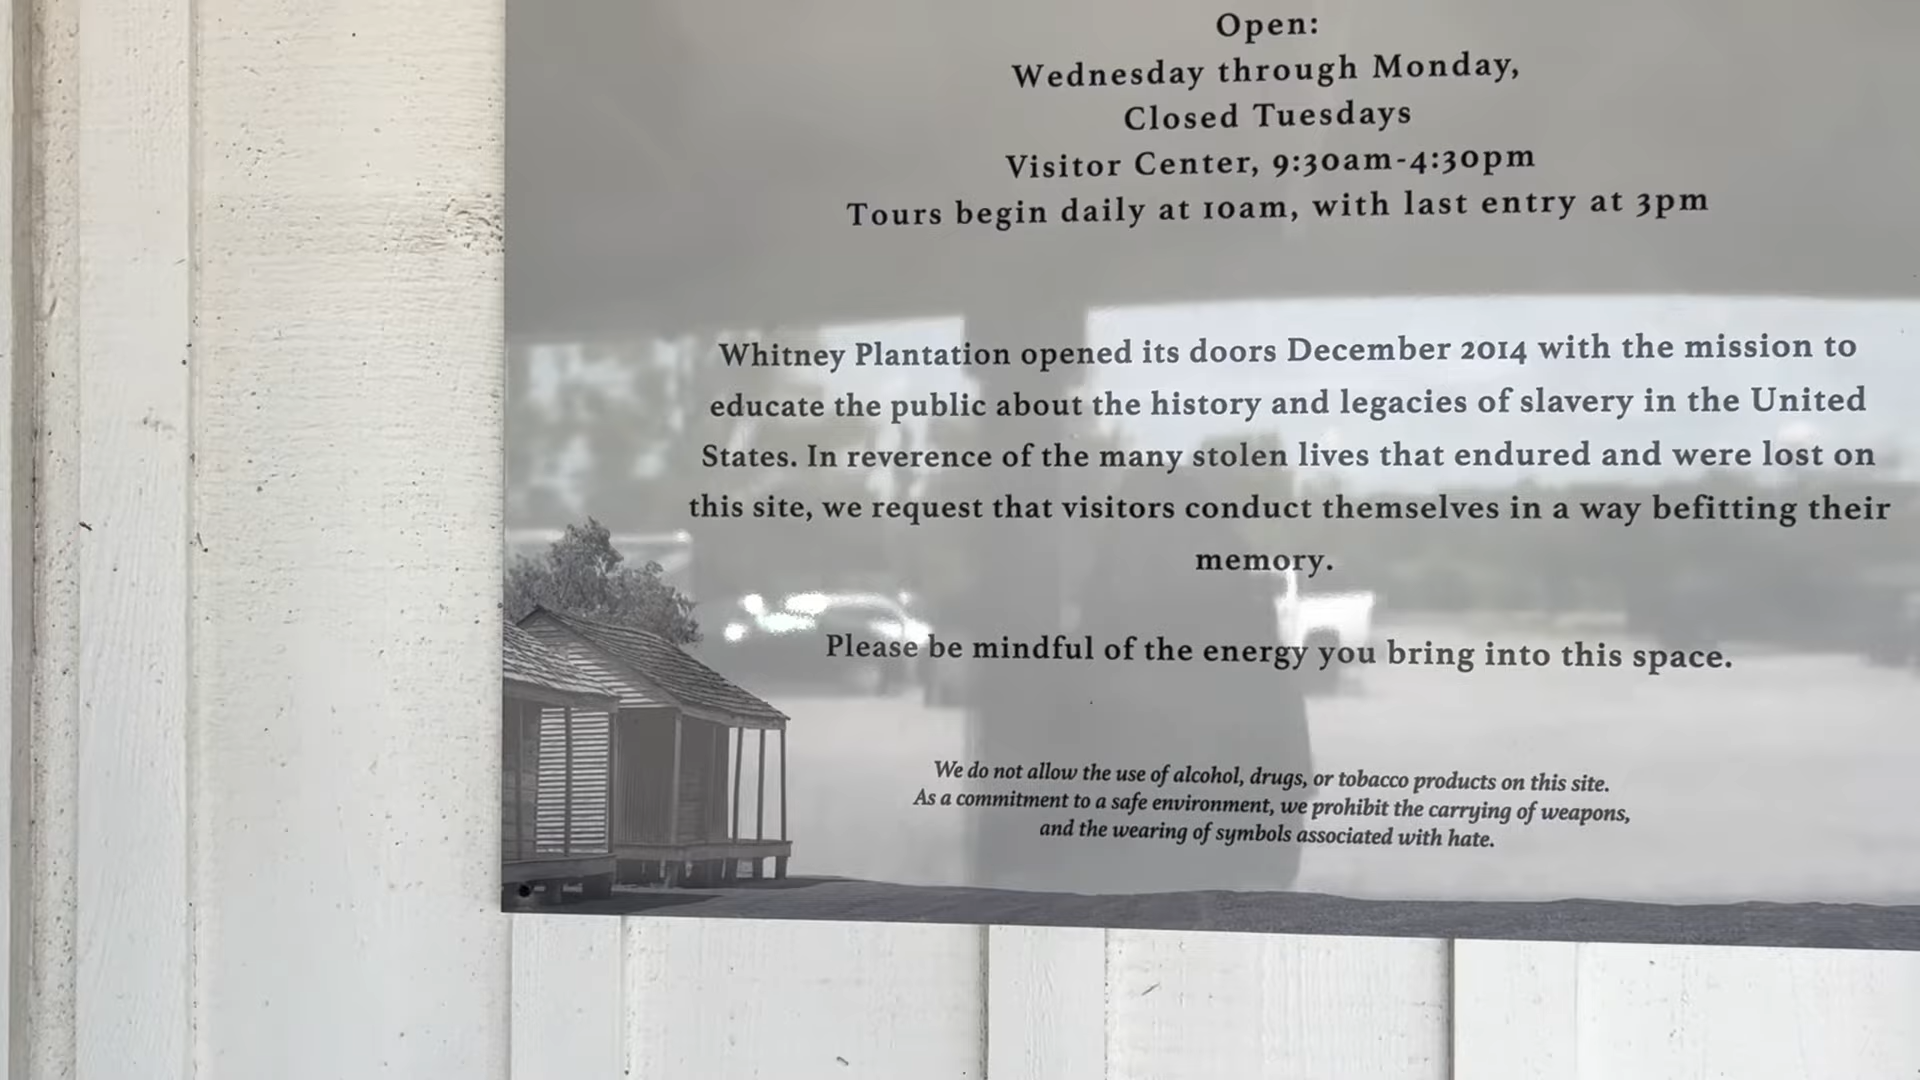 Open:
Wednesday through Monday,
Closed Tuesdays
Visitor Center, 9:30am-4:30pm
Tours begin daily at 10am, with last entry at 3pm
Whitney Plantation opened its doors December 2014 with the mission to
educate the public about the history and legacies of slavery in the United
States. In reverence of the many stolen lives that endured and were lost on
this site, we request that visitors conduct themselves in a way befitting their
memory.
Please be mindful of the energy you bring into this space.
We do not allow the use of alcohol, drugs, or tobacco products on this site.
As a commitment to a safe environment, we prohibit the carrying of weapons,
and the wearing of symbols associated with hate.